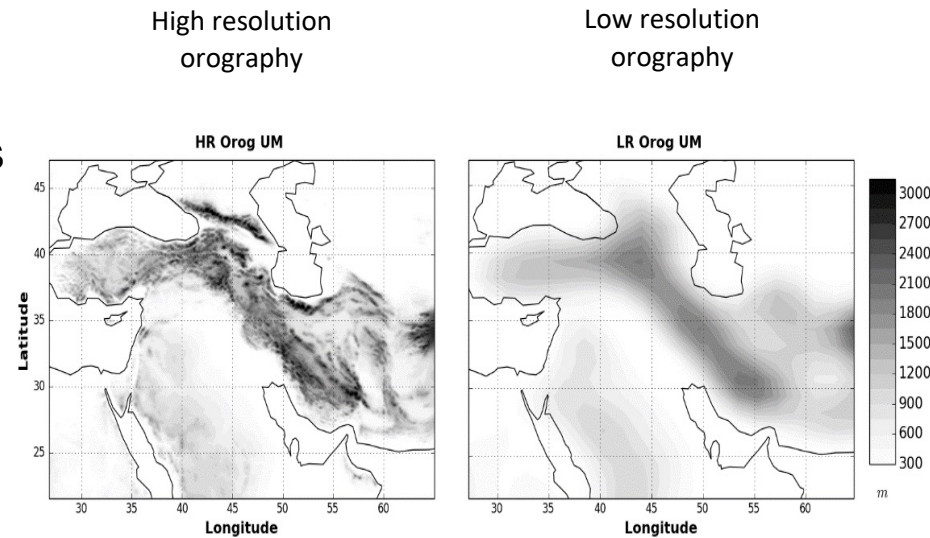 High resolution
orography
Low resolution
orography
s
HR Orog UM
LR Orog UM
45
40
35
30
25
Latitude
30 35 40 45 50 55 60
Longitude
30 35 40 45 50 55 60
Longitude
3000
2700
2400
2100
1800
1500
1200
900
600
300
m